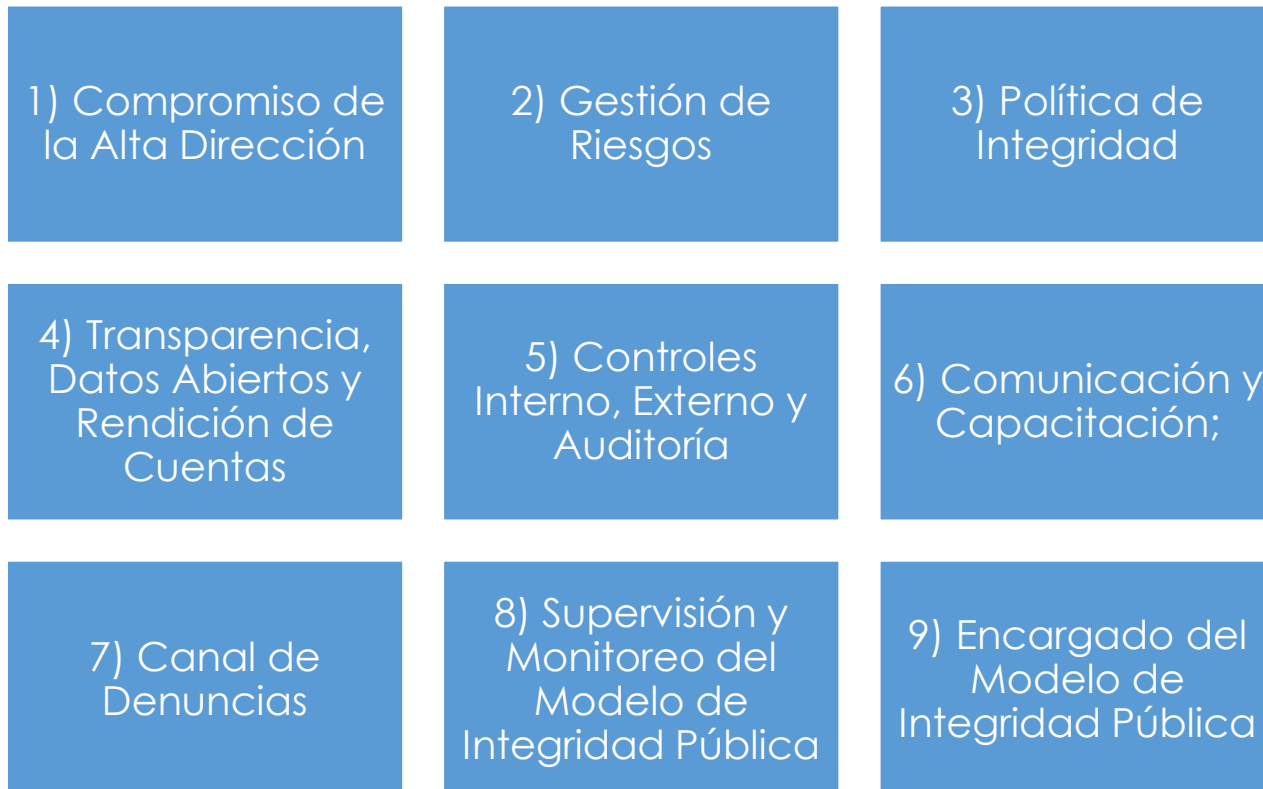 1) Compromiso de
la Alta Dirección
2) Gestión de
Riesgos
3) Política de
Integridad
4) Transparencia,
Datos Abiertos y
Rendición de
Cuentas
5) Controles
Interno, Externo y
Auditoría
6) Comunicación y
Capacitación;
7) Canal de
Denuncias
8) Supervisión y
Monitoreo del
Modelo de
Integridad Pública
9) Encargado del
Modelo de
Integridad Pública